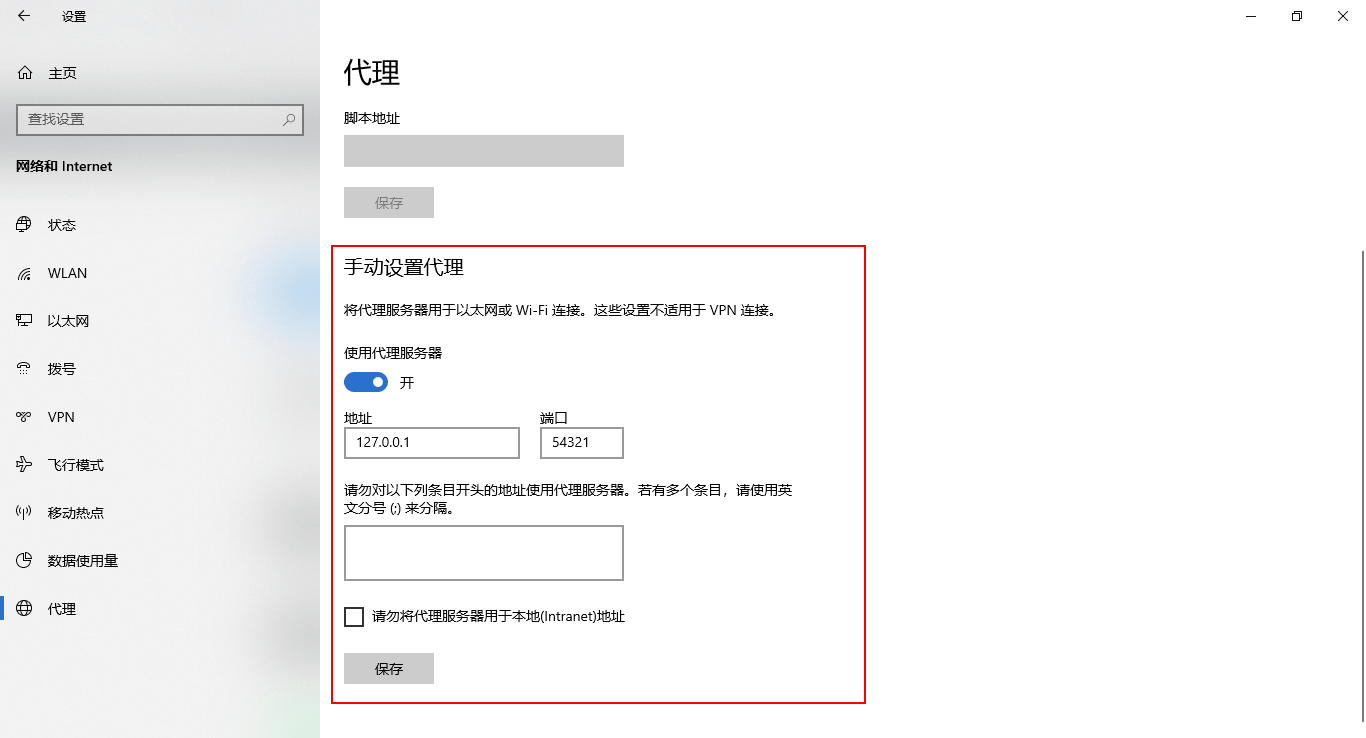 设置
主页
查找设置
网络和 Internet
状态
WLAN
以太网
拨号
VPN
飞行模式
移动热点
数据使用量
代理
代理
脚本地址
保存
手动设置代理
将代理服务器用于以太网或 Wi-Fi 连接。这些设置不适用于 VPN 连接。
使用代理服务器
开
地址 端口
127.0.0.1 54321
请勿对以下列条目开头的地址使用代理服务器。若有多个条目，请使用英
文分号 (;) 来分隔。
请勿将代理服务器用于本地(Intranet)地址
保存